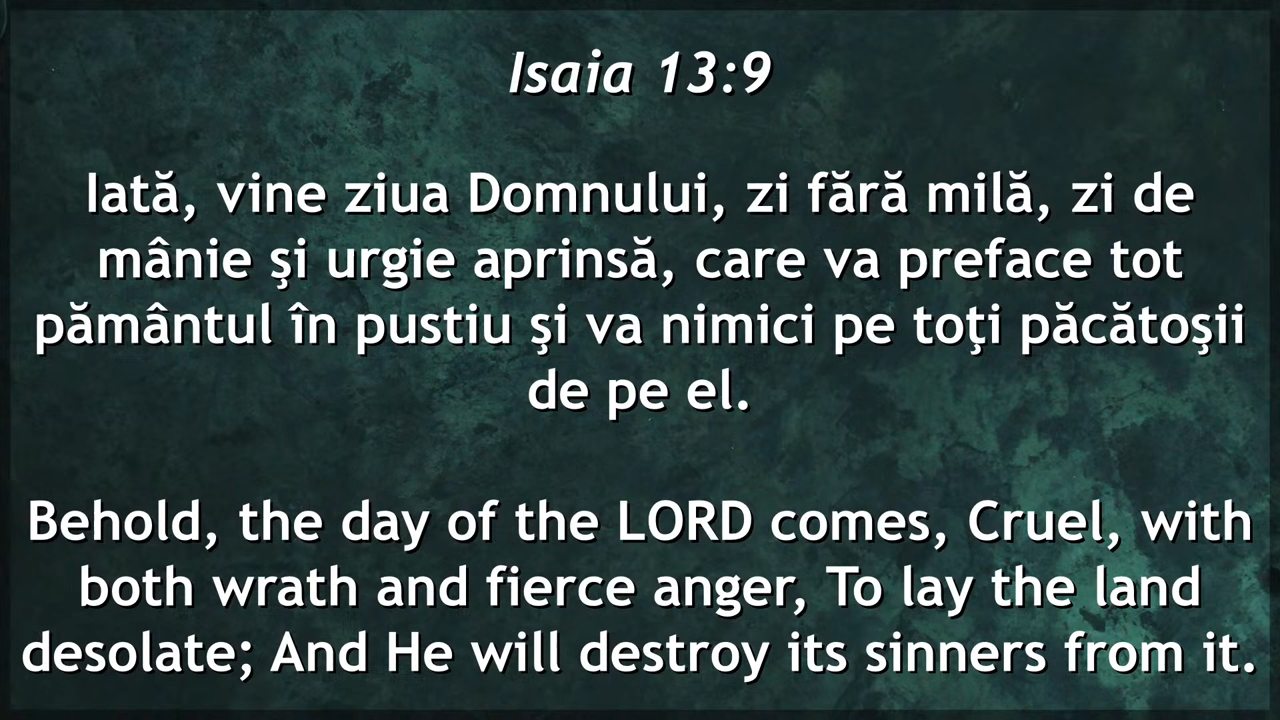 Isaia 13:9
Iată, vine ziua Domnului, zi fără milă, zi de
mânie şi urgie aprinsă, care va preface tot
pământul în pustiu şi va nimici pe toţi păcătoşii
de pe el.
Behold, the day of the LORD comes, Cruel, with
both wrath and fierce anger, To lay the land
desolate; And He will destroy its sinners from it.